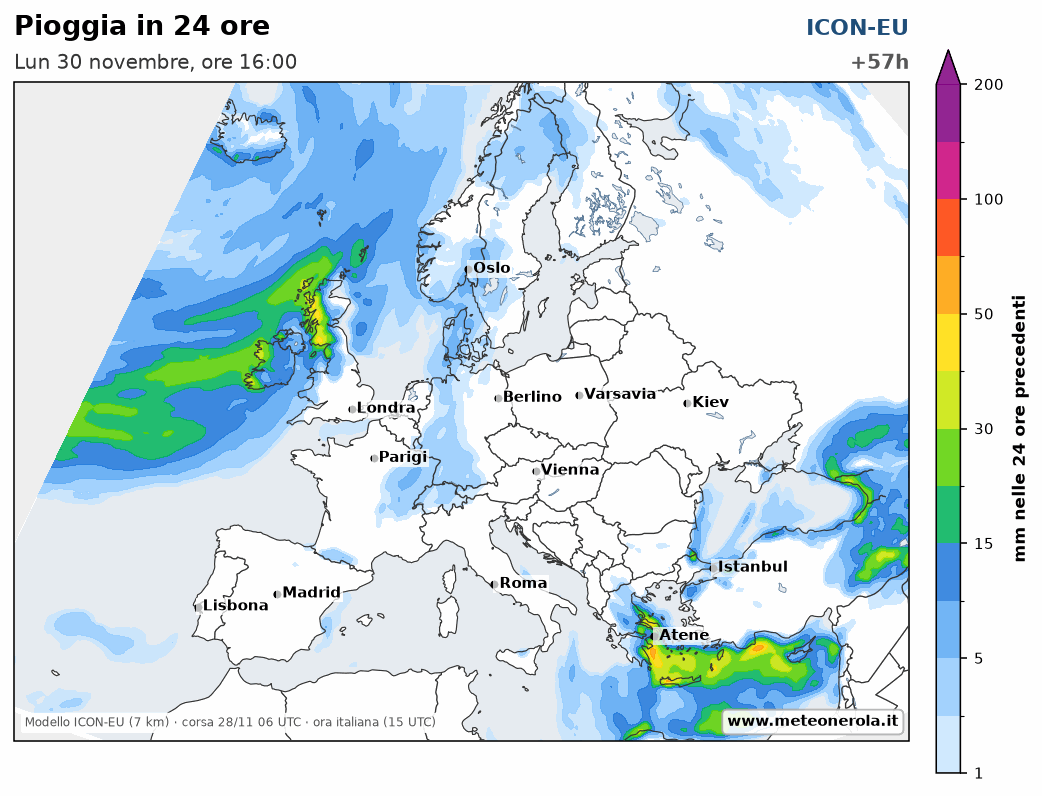 Pioggia in 24 ore
ICON-EU
Lun 30 novembre, ore 16:00
+57h
200
100
50
30
15
5
1
mm nelle 24 ore precedenti
Oslo
Berlino
Varsavia
Kiev
Londra
Parigi
Vienna
Istanbul
Roma
Madrid
Lisbona
Atene
Modello ICON-EU (7 km) · corsa 28/11 06 UTC · ora italiana (15 UTC)
www.meteonerola.it